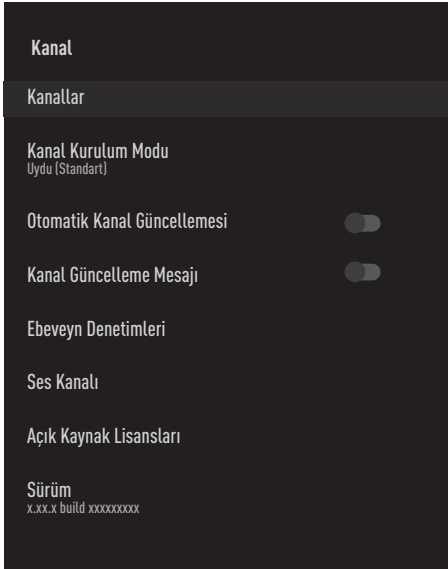 Kanal
Kanallar
Kanal Kurulum Modu
Uydu (Standart)
Otomatik Kanal Güncellemesi
Kanal Güncelleme Mesajı
Ebeveyn Denetimleri
Ses Kanalı
Açık Kaynak Lisansları
Sürüm
x.xx.x build xxxxxxxxx